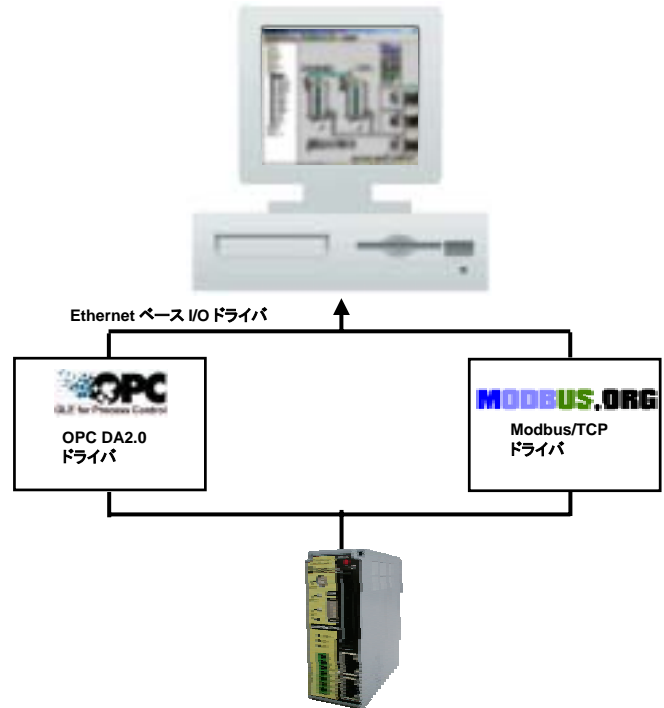 Ethernet ベース I/O ドライバ
OPC
OLE for Process Control
OPC DA2.0
ドライバ
MODBUS.ORG
Modbus/TCP
ドライバ